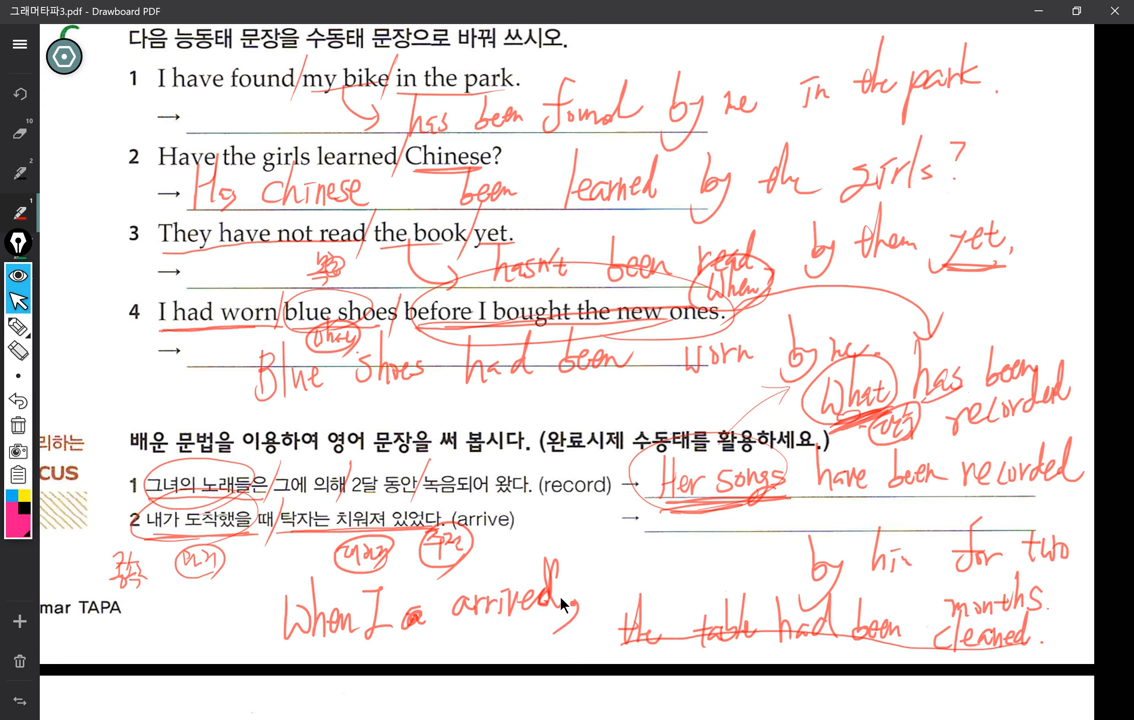 그래머타파3.pdf - Drawboard PDF
다음 능동태 문장을 수동태 문장으로 바꿔 쓰시오.
1 I have found my bike in the park.
→ has been found by me in the park.
2 Have the girls learned Chinese?
→ Has Chinese been learned by the girls?
3 They have not read the book yet.
→ hasn't been read by them yet.
when
4 I had worn blue shoes before I bought the new ones.
→ Blue shoes had been worn by me.
What has been recorded
리하는
CUS
배운 문법을 이용하여 영어 문장을 써 봅시다. (완료시제 수동태를 활용하세요.)
1 그녀의 노래들은 그에 의해 2달 동안 녹음되어 왔다. (record) → Her songs have been recorded
2 내가 도착했을 때 탁자는 치워져 있었다. (arrive) →
by him for two months.
When I arrived, the table had been cleaned.
mar TAPA
10
2
2
1